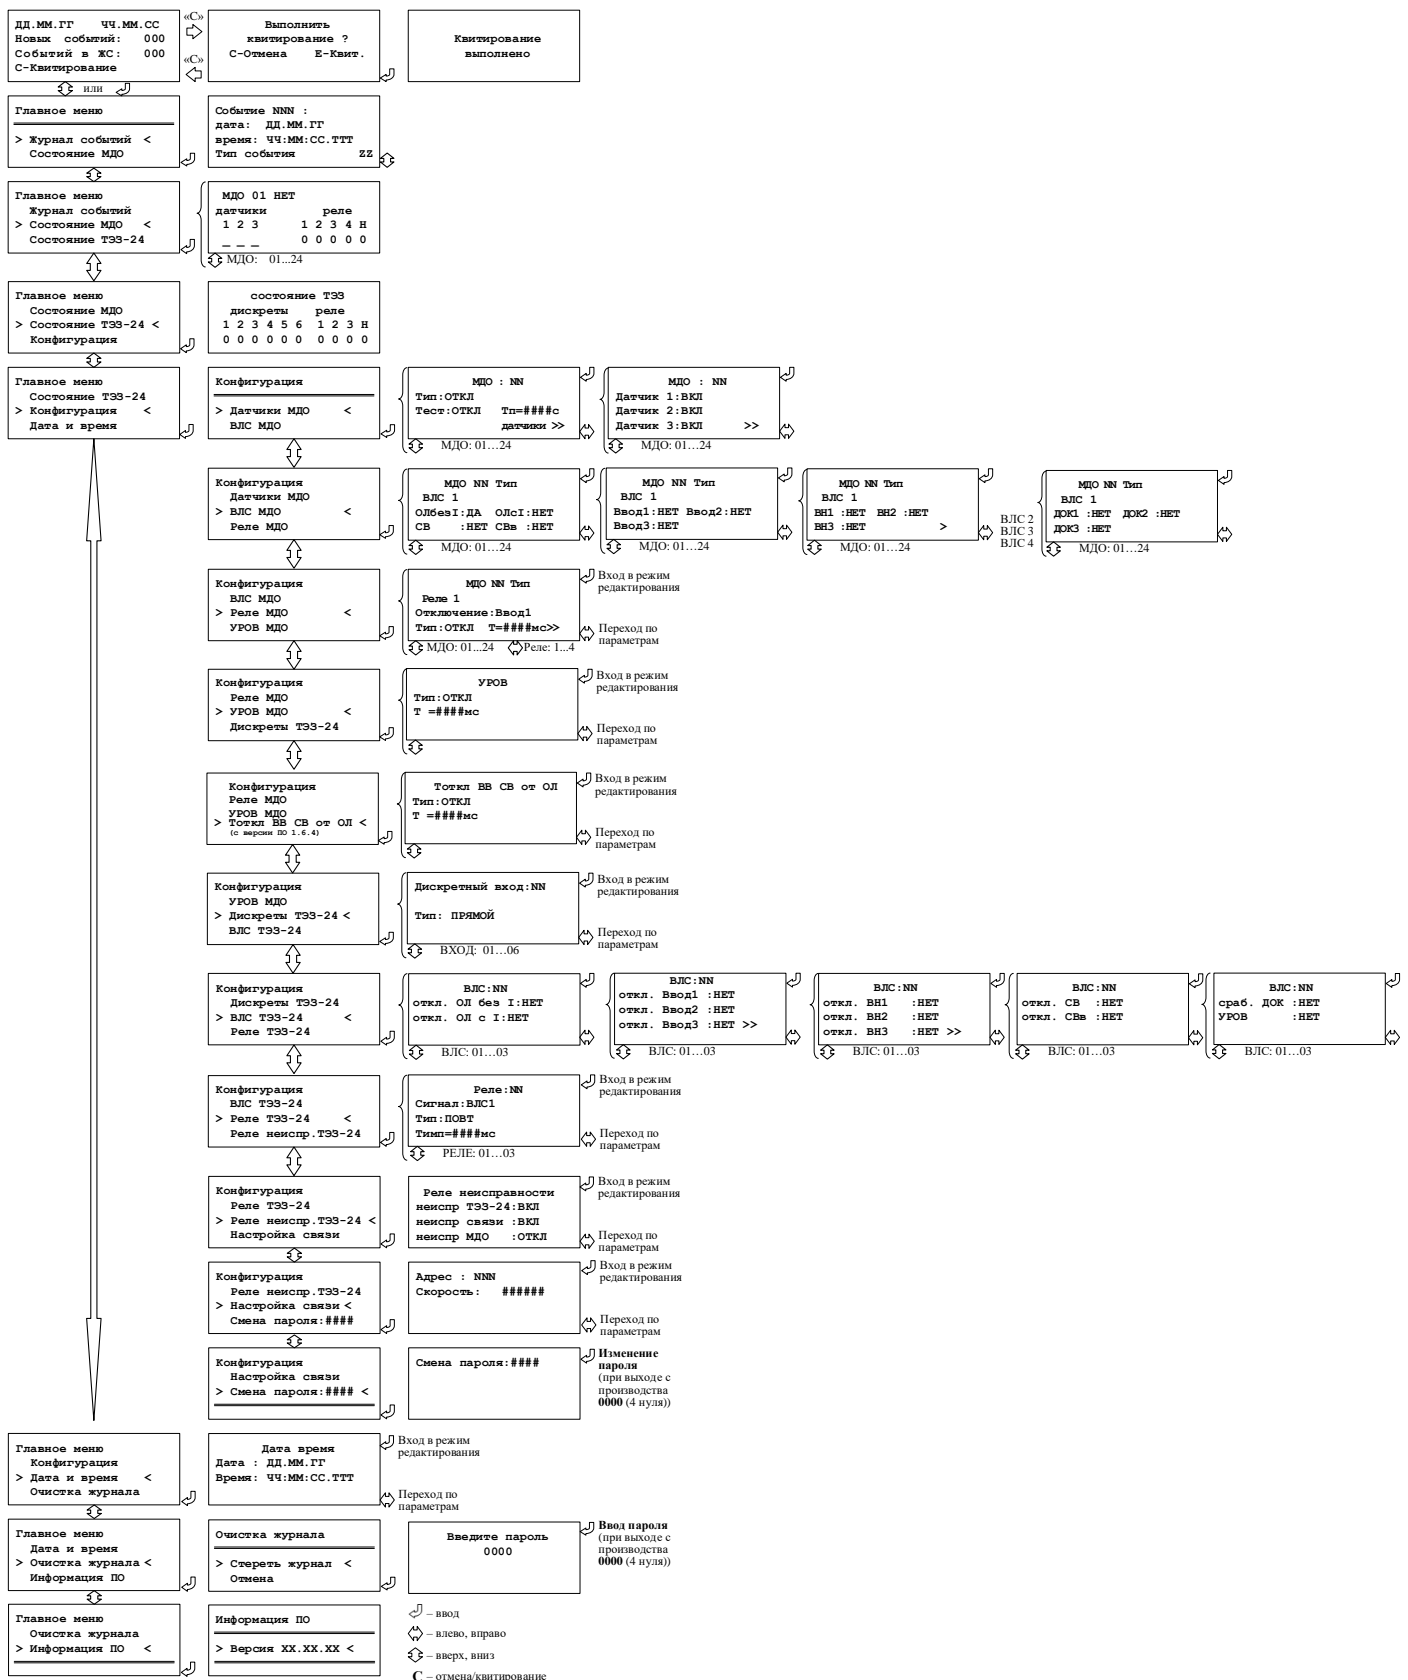 ДД.ММ.ГГ ЧЧ.ММ.СС
Новых событий: 000
Событий в ЖС: 000
С-Квитирование
«С»
«С»
Выполнить
квитирование ?
С-Отмена Е-Квит.
Квитирование
выполнено
или
Главное меню
> Журнал событий <
Состояние МДО
Событие NNN :
дата: ДД.ММ.ГГ
время: ЧЧ:ММ:СС.ТТТ
Тип события ZZ
Главное меню
Журнал событий
> Состояние МДО <
Состояние ТЭЗ-24
МДО 01 НЕТ
датчики реле
1 2 3 1 2 3 4 Н
_ _ _ 0 0 0 0 0
МДО: 01...24
Главное меню
Состояние МДО
> Состояние ТЭЗ-24 <
Конфигурация
состояние ТЭЗ
дискреты реле
1 2 3 4 5 6 1 2 3 Н
0 0 0 0 0 0 0 0 0 0
Главное меню
Состояние ТЭЗ-24
> Конфигурация <
Дата и время
Конфигурация
> Датчики МДО <
ВЛС МДО
МДО : NN
Тип:ОТКЛ
Тест:ОТКЛ Тп=####с
датчики >>
МДО: 01…24
МДО : NN
Датчик 1:ВКЛ
Датчик 2:ВКЛ
Датчик 3:ВКЛ >>
МДО: 01…24
Конфигурация
Датчики МДО
> ВЛС МДО <
Реле МДО
МДО NN Тип
ВЛС 1
ОЛбезI:ДА ОЛсI:НЕТ
СВ :НЕТ СВв :НЕТ
МДО: 01…24
МДО NN Тип
ВЛС 1
Ввод1:НЕТ Ввод2:НЕТ
Ввод3:НЕТ
МДО: 01…24
МДО NN Тип
ВЛС 1
ВН1 :НЕТ ВН2 :НЕТ
ВН3 :НЕТ >
МДО: 01…24
ВЛС 2
ВЛС 3
ВЛС 4
МДО NN Тип
ВЛС 1
ДОК1 :НЕТ ДОК2 :НЕТ
ДОК3 :НЕТ
МДО: 01…24
Конфигурация
ВЛС МДО
> Реле МДО <
УРОВ МДО
МДО NN Тип
Реле 1
Отключение:Ввод1
Тип:ОТКЛ Т=####мс>>
МДО: 01...24 Реле: 1...4
Вход в режим
редактирования
Переход по
параметрам
Конфигурация
Реле МДО
> УРОВ МДО <
Дискреты ТЭЗ-24
УРОВ
Тип:ОТКЛ
Т =####мс
Вход в режим
редактирования
Переход по
параметрам
Конфигурация
Реле МДО
УРОВ МДО
> Тоткл ВВ СВ от ОЛ <
(с версии ПО 1.6.4)
Тоткл ВВ СВ от ОЛ
Тип:ОТКЛ
Т =####мс
Вход в режим
редактирования
Переход по
параметрам
Конфигурация
УРОВ МДО
> Дискреты ТЭЗ-24 <
ВЛС ТЭЗ-24
Дискретный вход:NN
Тип: ПРЯМОЙ
ВХОД: 01…06
Вход в режим
редактирования
Переход по
параметрам
Конфигурация
Дискреты ТЭЗ-24
> ВЛС ТЭЗ-24 <
Реле ТЭЗ-24
ВЛС:NN
откл. ОЛ без I:НЕТ
откл. ОЛ с I:НЕТ
ВЛС: 01…03
ВЛС:NN
откл. Ввод1 :НЕТ
откл. Ввод2 :НЕТ
откл. Ввод3 :НЕТ >>
ВЛС: 01…03
ВЛС:NN
откл. ВН1 :НЕТ
откл. ВН2 :НЕТ
откл. ВН3 :НЕТ >>
ВЛС: 01…03
ВЛС:NN
откл. СВ :НЕТ
откл. СВв :НЕТ
ВЛС: 01…03
ВЛС:NN
сраб. ДОК :НЕТ
УРОВ :НЕТ
ВЛС: 01…03
Конфигурация
ВЛС ТЭЗ-24
> Реле ТЭЗ-24 <
Реле неиспр.ТЭЗ-24
Реле:NN
Сигнал:ВЛС1
Тип:ПОВТ
Тимп=####мс
РЕЛЕ: 01…03
Вход в режим
редактирования
Переход по
параметрам
Конфигурация
Реле ТЭЗ-24
> Реле неиспр.ТЭЗ-24 <
Настройка связи
Реле неисправности
неиспр ТЭЗ-24:ВКЛ
неиспр связи :ВКЛ
неиспр МДО :ОТКЛ
Вход в режим
редактирования
Переход по
параметрам
Конфигурация
Реле неиспр.ТЭЗ-24
> Настройка связи <
Смена пароля:####
Адрес : NNN
Скорость: ######
Вход в режим
редактирования
Переход по
параметрам
Конфигурация
Настройка связи
> Смена пароля:#### <
Смена пароля:####
Изменение
пароля
(при выходе с
производства
0000 (4 нуля))
Главное меню
Конфигурация
> Дата и время <
Очистка журнала
Дата время
Дата : ДД.ММ.ГГ
Время: ЧЧ:ММ:СС.ТТТ
Вход в режим
редактирования
Переход по
параметрам
Главное меню
Дата и время
> Очистка журнала <
Информация ПО
Очистка журнала
> Стереть журнал <
Отмена
Введите пароль
0000
Ввод пароля
(при выходе с
производства
0000 (4 нуля))
Главное меню
Очистка журнала
> Информация ПО <
Информация ПО
> Версия XX.XX.XX <
– ввод
– влево, вправо
– вверх, вниз
С – отмена/квитирование